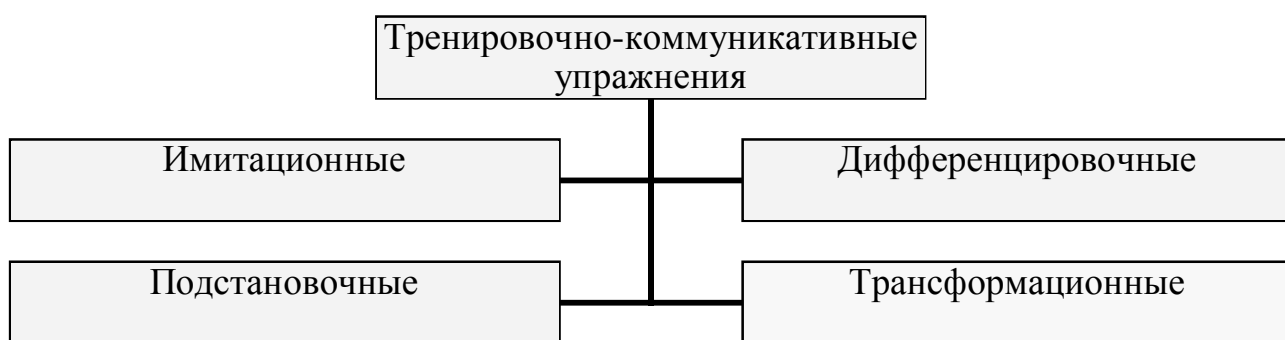 Тренировочно-коммуникативные
упражнения
Имитационные
Дифференцировочные
Подстановочные
Трансформационные